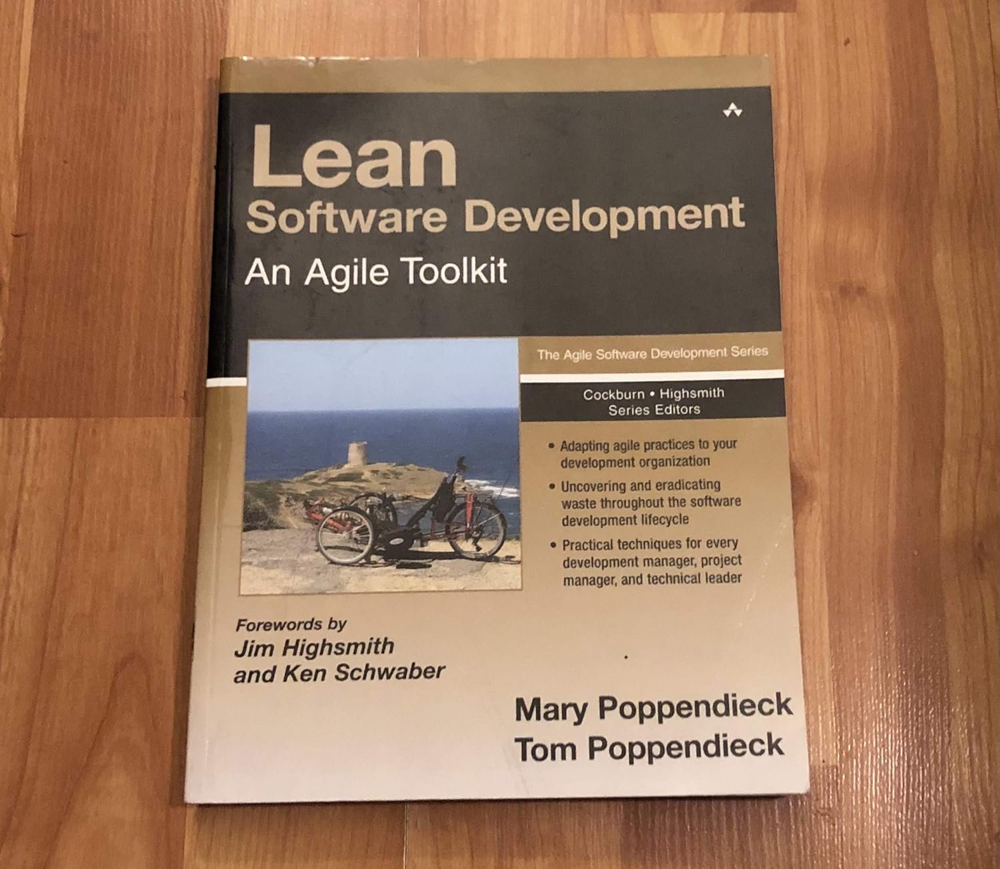 Lean
Software Development
An Agile Toolkit
The Agile Software Development Series
Cockburn • Highsmith
Series Editors
• Adapting agile practices to your
development organization
• Uncovering and eradicating
waste throughout the software
development lifecycle
• Practical techniques for every
development manager, project
manager, and technical leader
Forewords by
Jim Highsmith
and Ken Schwaber
Mary Poppendieck
Tom Poppendieck